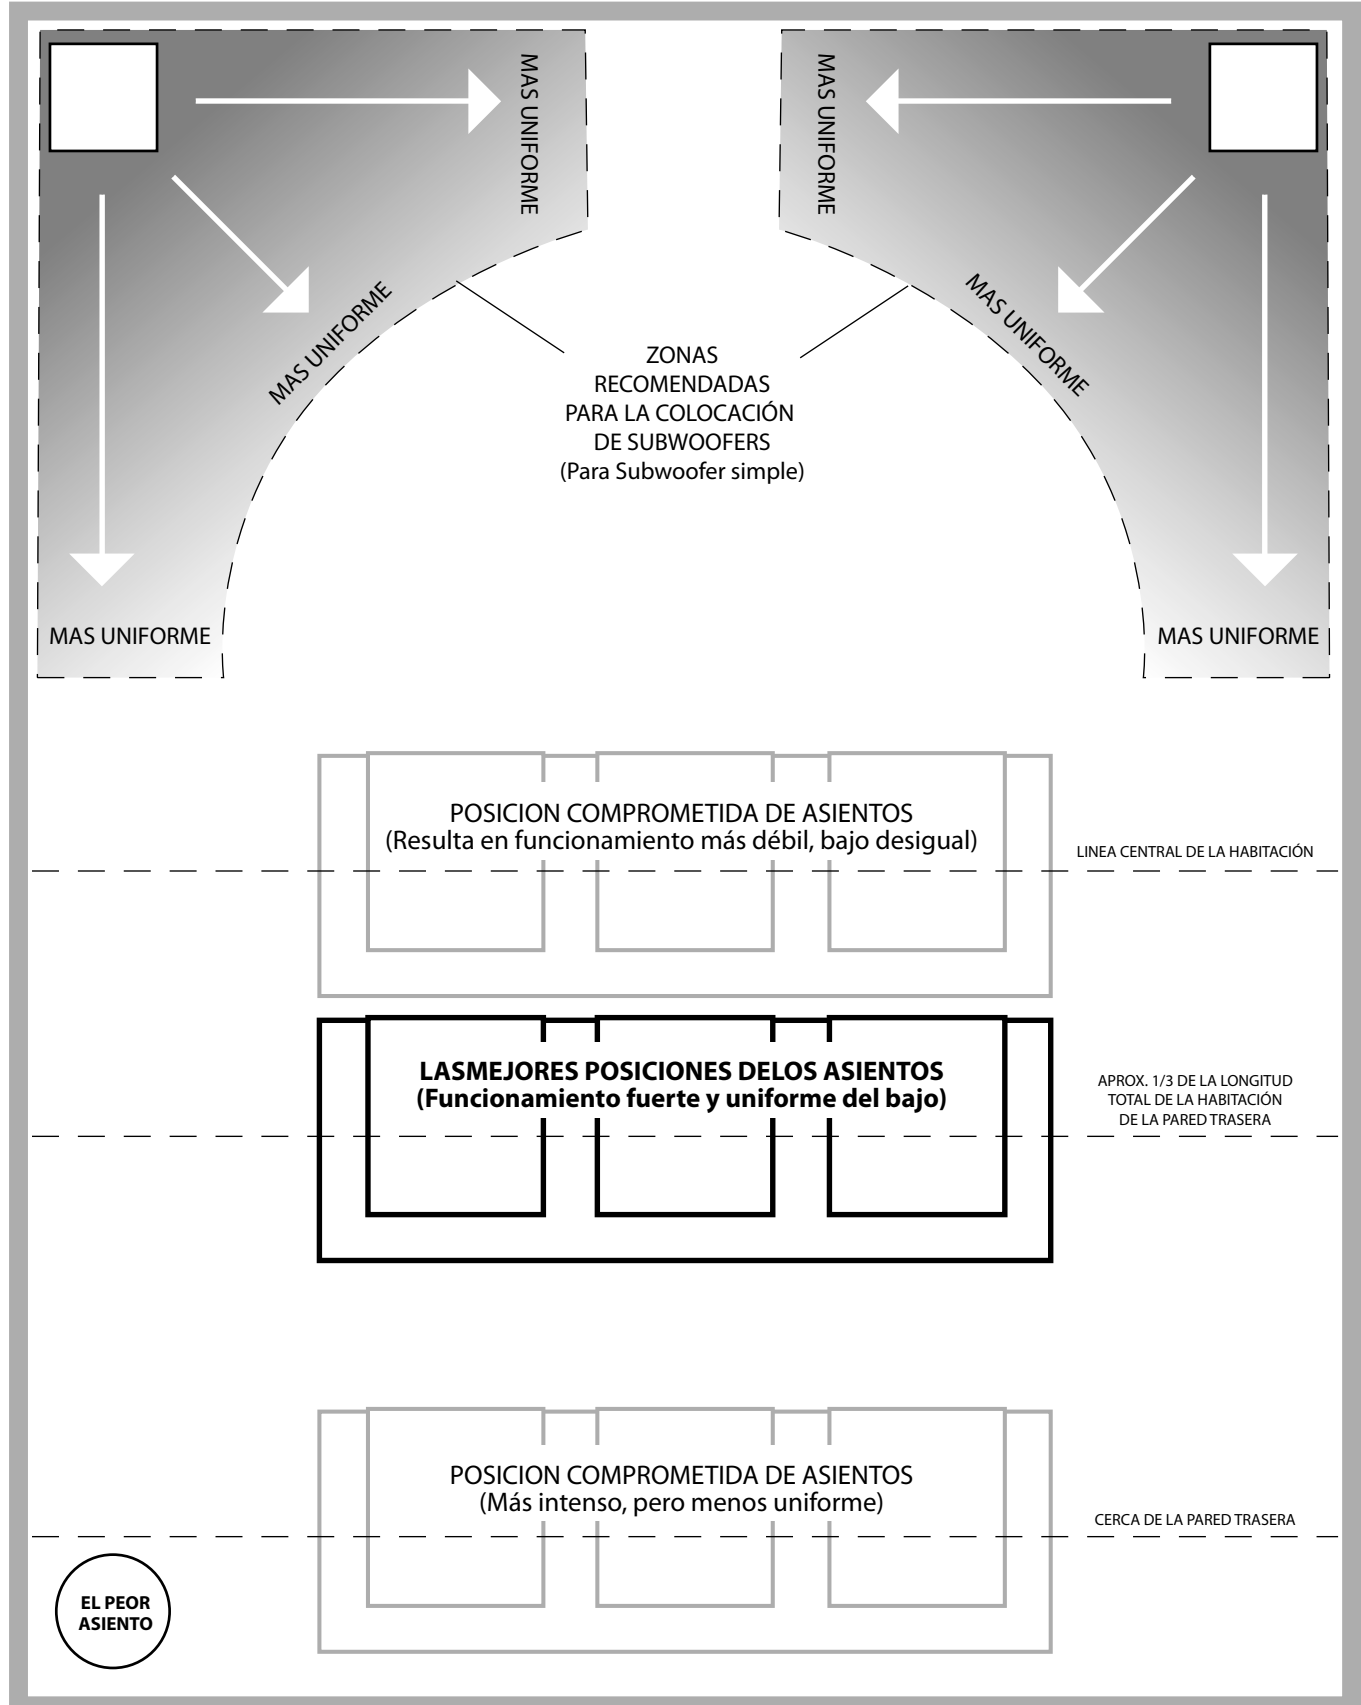 MAS UNIFORME
MAS UNIFORME
MAS UNIFORME
MAS UNIFORME
ZONAS
RECOMENDADAS
PARA LA COLOCACIÓN
DE SUBWOOFERS
(Para Subwoofer simple)
MAS UNIFORME
MAS UNIFORME
POSICION COMPROMETIDA DE ASIENTOS
(Resulta en funcionamiento más débil, bajo desigual)
LINEA CENTRAL DE LA HABITACIÓN
LASMEJORES POSICIONES DELOS ASIENTOS
(Funcionamiento fuerte y uniforme del bajo)
APROX. 1/3 DE LA LONGITUD
TOTAL DE LA HABITACIÓN
DE LA PARED TRASERA
POSICION COMPROMETIDA DE ASIENTOS
(Más intenso, pero menos uniforme)
CERCA DE LA PARED TRASERA
EL PEOR
ASIENTO